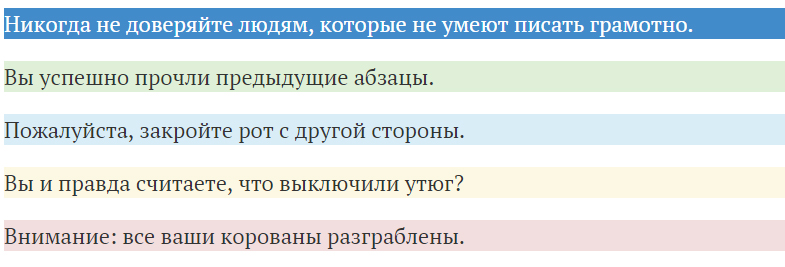 Никогда не доверяйте людям, которые не умеют писать грамотно.
Вы успешно прочли предыдущие абзацы.
Пожалуйста, закройте рот с другой стороны.
Вы и правда считаете, что выключили утюг?
Внимание: все ваши корованы разграблены.